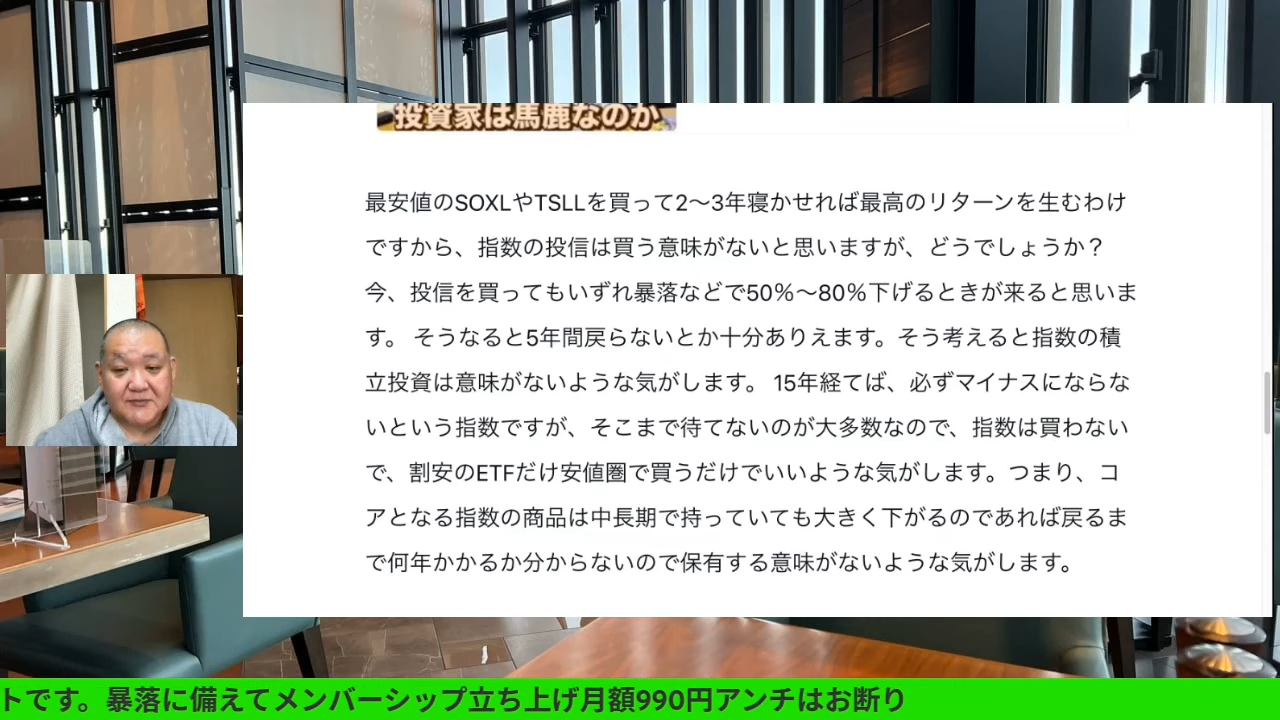 投資家は馬鹿なのか
最安値のSOXLやTSLLを買って2〜3年寝かせれば最高のリターンを生むわけ
ですから、指数の投信は買う意味がないと思いますが、どうでしょうか？
今、投信を買ってもいずれ暴落などで50％〜80％下げるときが来ると思いま
す。 そうなると5年間戻らないとか十分ありえます。そう考えると指数の積
立投資は意味がないような気がします。 15年経てば、必ずマイナスにならな
いという指数ですが、そこまで待てないのが大多数なので、指数は買わない
で、割安のETFだけ安値圏で買うだけでいいような気がします。つまり、コ
アとなる指数の商品は中長期で持っていても大きく下がるのであれば戻るま
で何年かかるか分からないので保有する意味がないような気がします。
トです。暴落に備えてメンバーシップ立ち上げ月額990円アンチはお断り